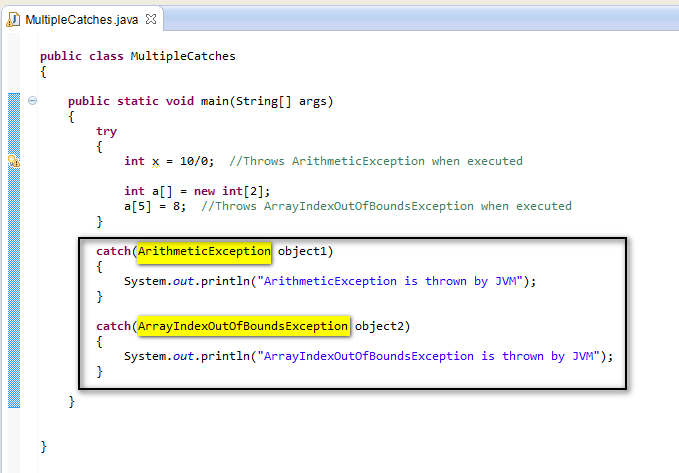 MultipleCatches.java
public class MultipleCatches
{
public static void main(String[] args)
{
try
{
int x = 10/0;  //Throws ArithmeticException when executed
int a[] = new int[2];
a[5] = 8;  //Throws ArrayIndexOutOfBoundsException when executed
}
catch(ArithmeticException object1)
{
System.out.println("ArithmeticException is thrown by JVM");
}
catch(ArrayIndexOutOfBoundsException object2)
{
System.out.println("ArrayIndexOutOfBoundsException is thrown by JVM");
}
}
}